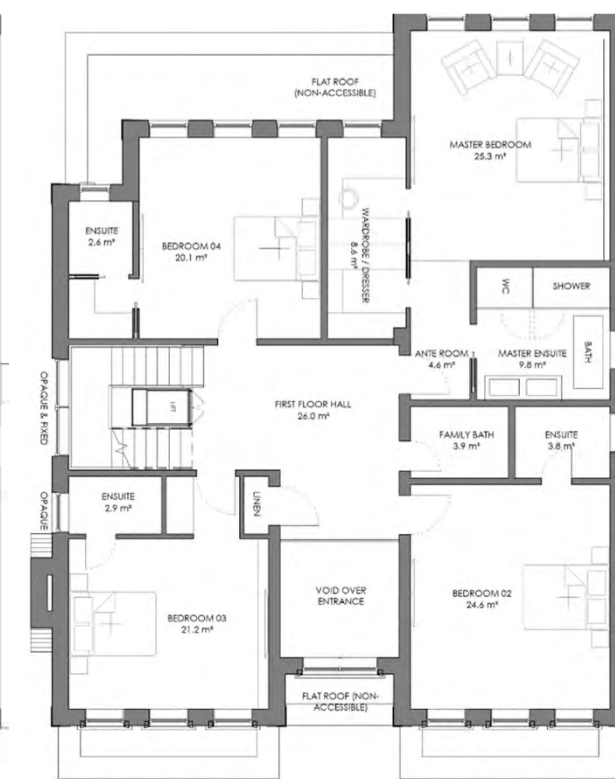 FLAT ROOF
(NON-ACCESSIBLE)
MASTER BEDROOM
25.3 m²
ENSUITE
2.6 m²
BEDROOM 04
20.1 m²
WARDROBE / DRESSER
8.6 m²
WC
SHOWER
BATH
ANTE ROOM
4.6 m²
MASTER ENSUITE
9.8 m²
OPAQUE & FIXED
LIFT
FIRST FLOOR HALL
26.0 m²
FAMILY BATH
3.9 m²
ENSUITE
3.8 m²
OPAQUE
ENSUITE
2.9 m²
LINEN
VOID OVER
ENTRANCE
BEDROOM 02
24.6 m²
BEDROOM 03
21.2 m²
FLAT ROOF (NON-
ACCESSIBLE)